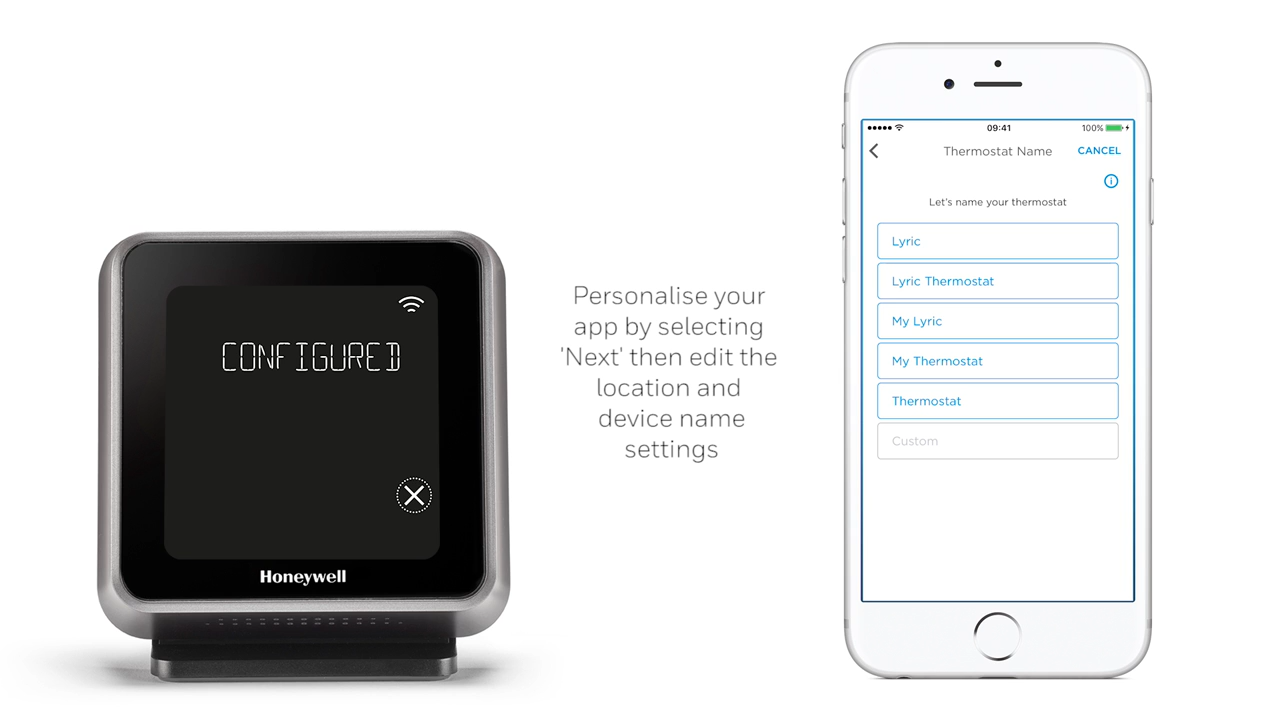 CONFIGURED
Honeywell
Personalise your
app by selecting
'Next' then edit the
location and
device name
settings
09:41
100%
Thermostat Name
CANCEL
i
Let's name your thermostat
Lyric
Lyric Thermostat
My Lyric
My Thermostat
Thermostat
Custom